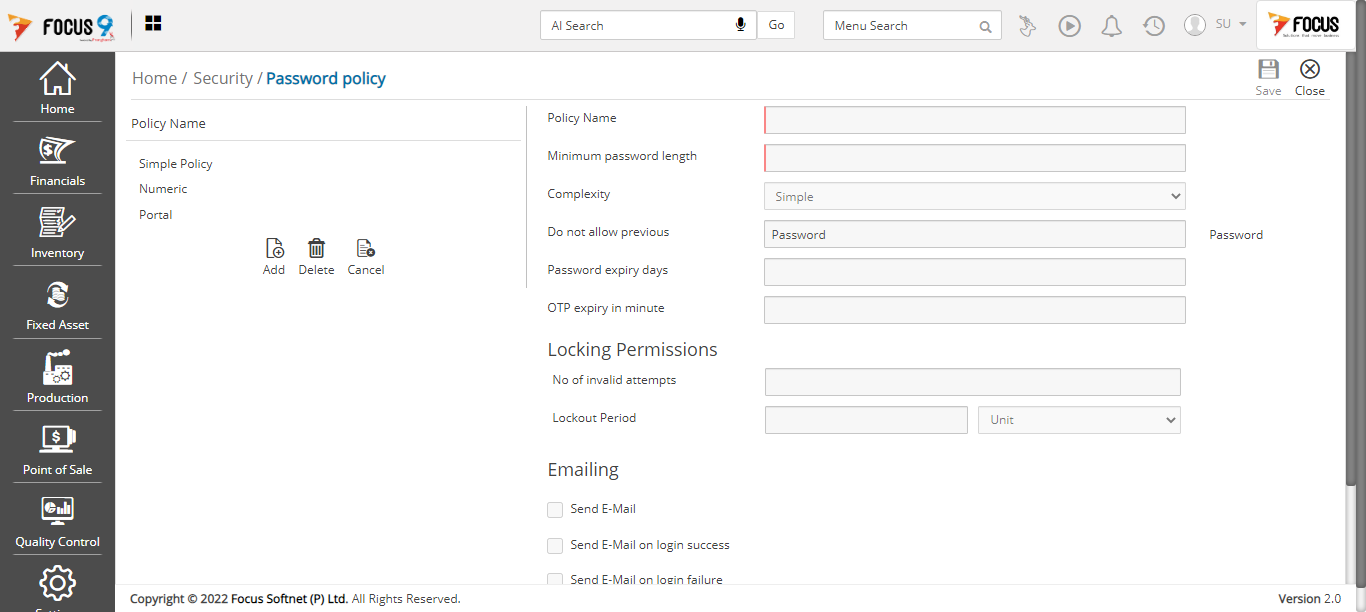 FOCUS 9
AI Search
Go
Menu Search
SU
FOCUS
Home / Security / Password policy
Save
Close
Home
Financials
Inventory
Fixed Asset
Production
Point of Sale
Quality Control
Policy Name
Simple Policy
Numeric
Portal
Add
Delete
Cancel
Policy Name
Minimum password length
Complexity
Simple
Do not allow previous
Password
Password
Password expiry days
OTP expiry in minute
Locking Permissions
No of invalid attempts
Lockout Period
Unit
Emailing
Send E-Mail
Send E-Mail on login success
Send E-Mail on login failure
Copyright © 2022 Focus Softnet (P) Ltd. All Rights Reserved.
Version 2.0